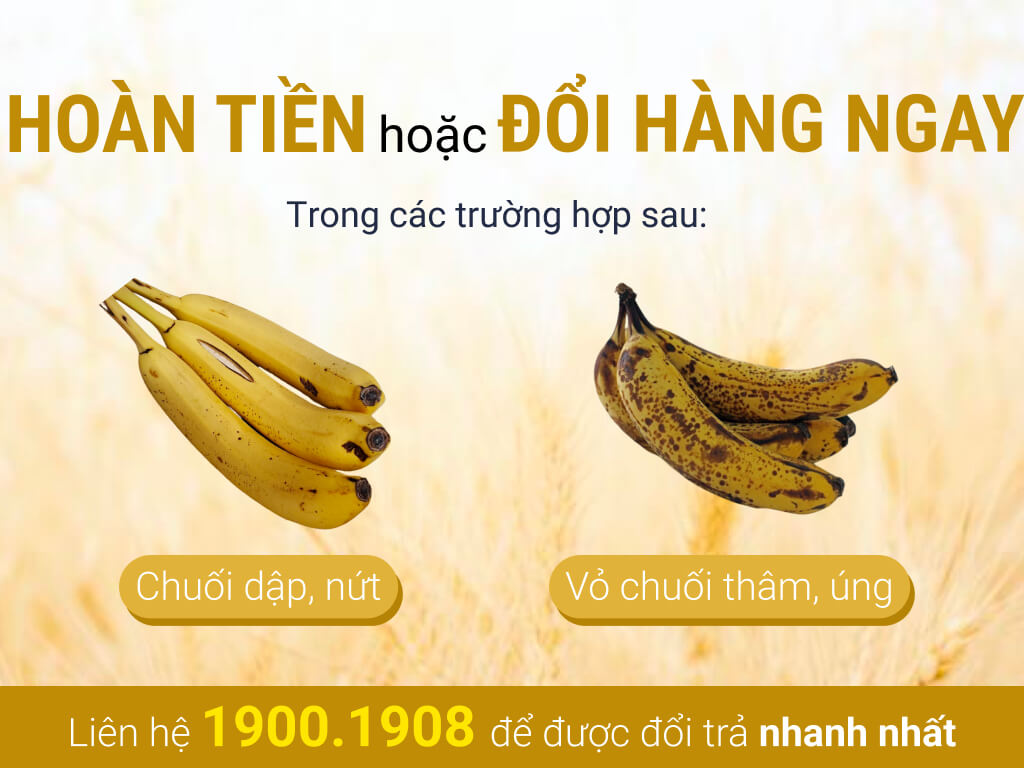 HOÀN TIỀN hoặc ĐỔI HÀNG NGAY
Trong các trường hợp sau:
Chuối dập, nứt
Vỏ chuối thâm, úng
Liên hệ 1900.1908 để được đổi trả nhanh nhất